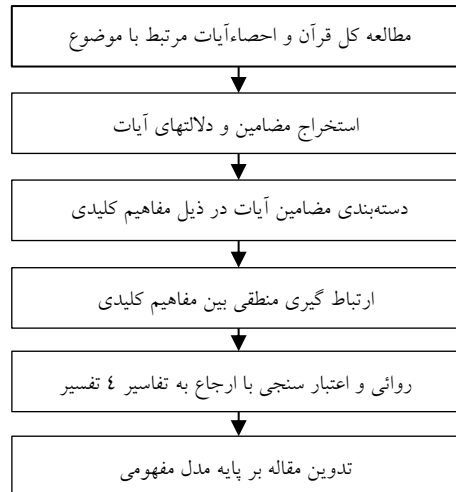 مطالعه کل قرآن و احصاءآیات مرتبط با موضوع
استخراج مضامین و دلالتهای آیات
دسته‌بندی مضامین آیات در ذیل مفاهیم کلیدی
ارتباط گیری منطقی بین مفاهیم کلیدی
روائی و اعتبار سنجی با ارجاع به تفاسیر ٤ تفسیر
تدوین مقاله بر پایه مدل مفهومی